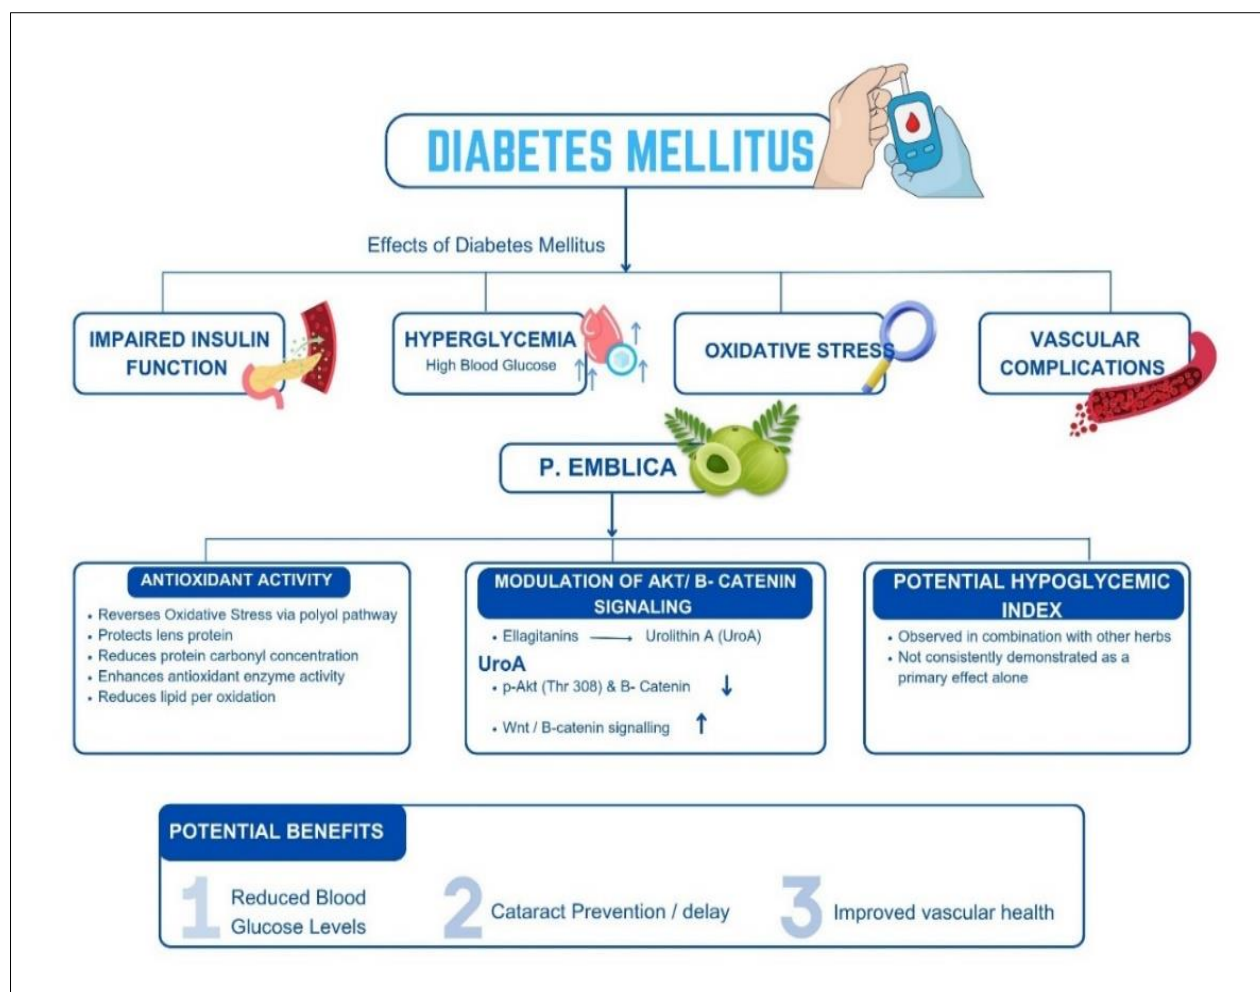 DIABETES MELLITUS
Effects of Diabetes Mellitus
IMPAIRED INSULIN
FUNCTION
HYPERGLYCEMIA
High Blood Glucose
OXIDATIVE STRESS
VASCULAR
COMPLICATIONS
P. EMBLICA
ANTIOXIDANT ACTIVITY
• Reverses Oxidative Stress via polyol pathway
• Protects lens protein
• Reduces protein carbonyl concentration
• Enhances antioxidant enzyme activity
• Reduces lipid per oxidation
MODULATION OF AKT/ B- CATENIN
SIGNALING
• Ellagitanins ⟶ Urolithin A (UroA)
UroA
• p-Akt (Thr 308) & B- Catenin ↓
• Wnt / B-catenin signalling ↑
POTENTIAL HYPOGLYCEMIC
INDEX
• Observed in combination with other herbs
• Not consistently demonstrated as a
primary effect alone
POTENTIAL BENEFITS
1 Reduced Blood
Glucose Levels
2 Cataract Prevention / delay
3 Improved vascular health